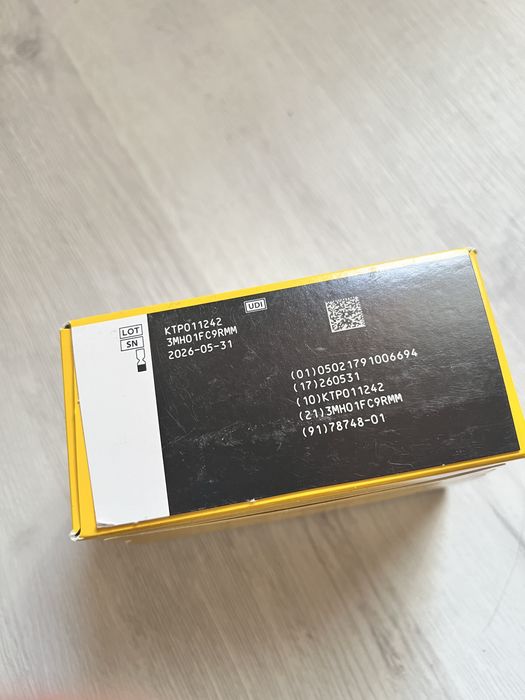 LOT KTP011242
SN 3MH01FC9RMM
2026-05-31
UDI
(01)05021791006694
(17)260531
(10)KTP011242
(21)3MH01FC9RMM
(91)78748-01